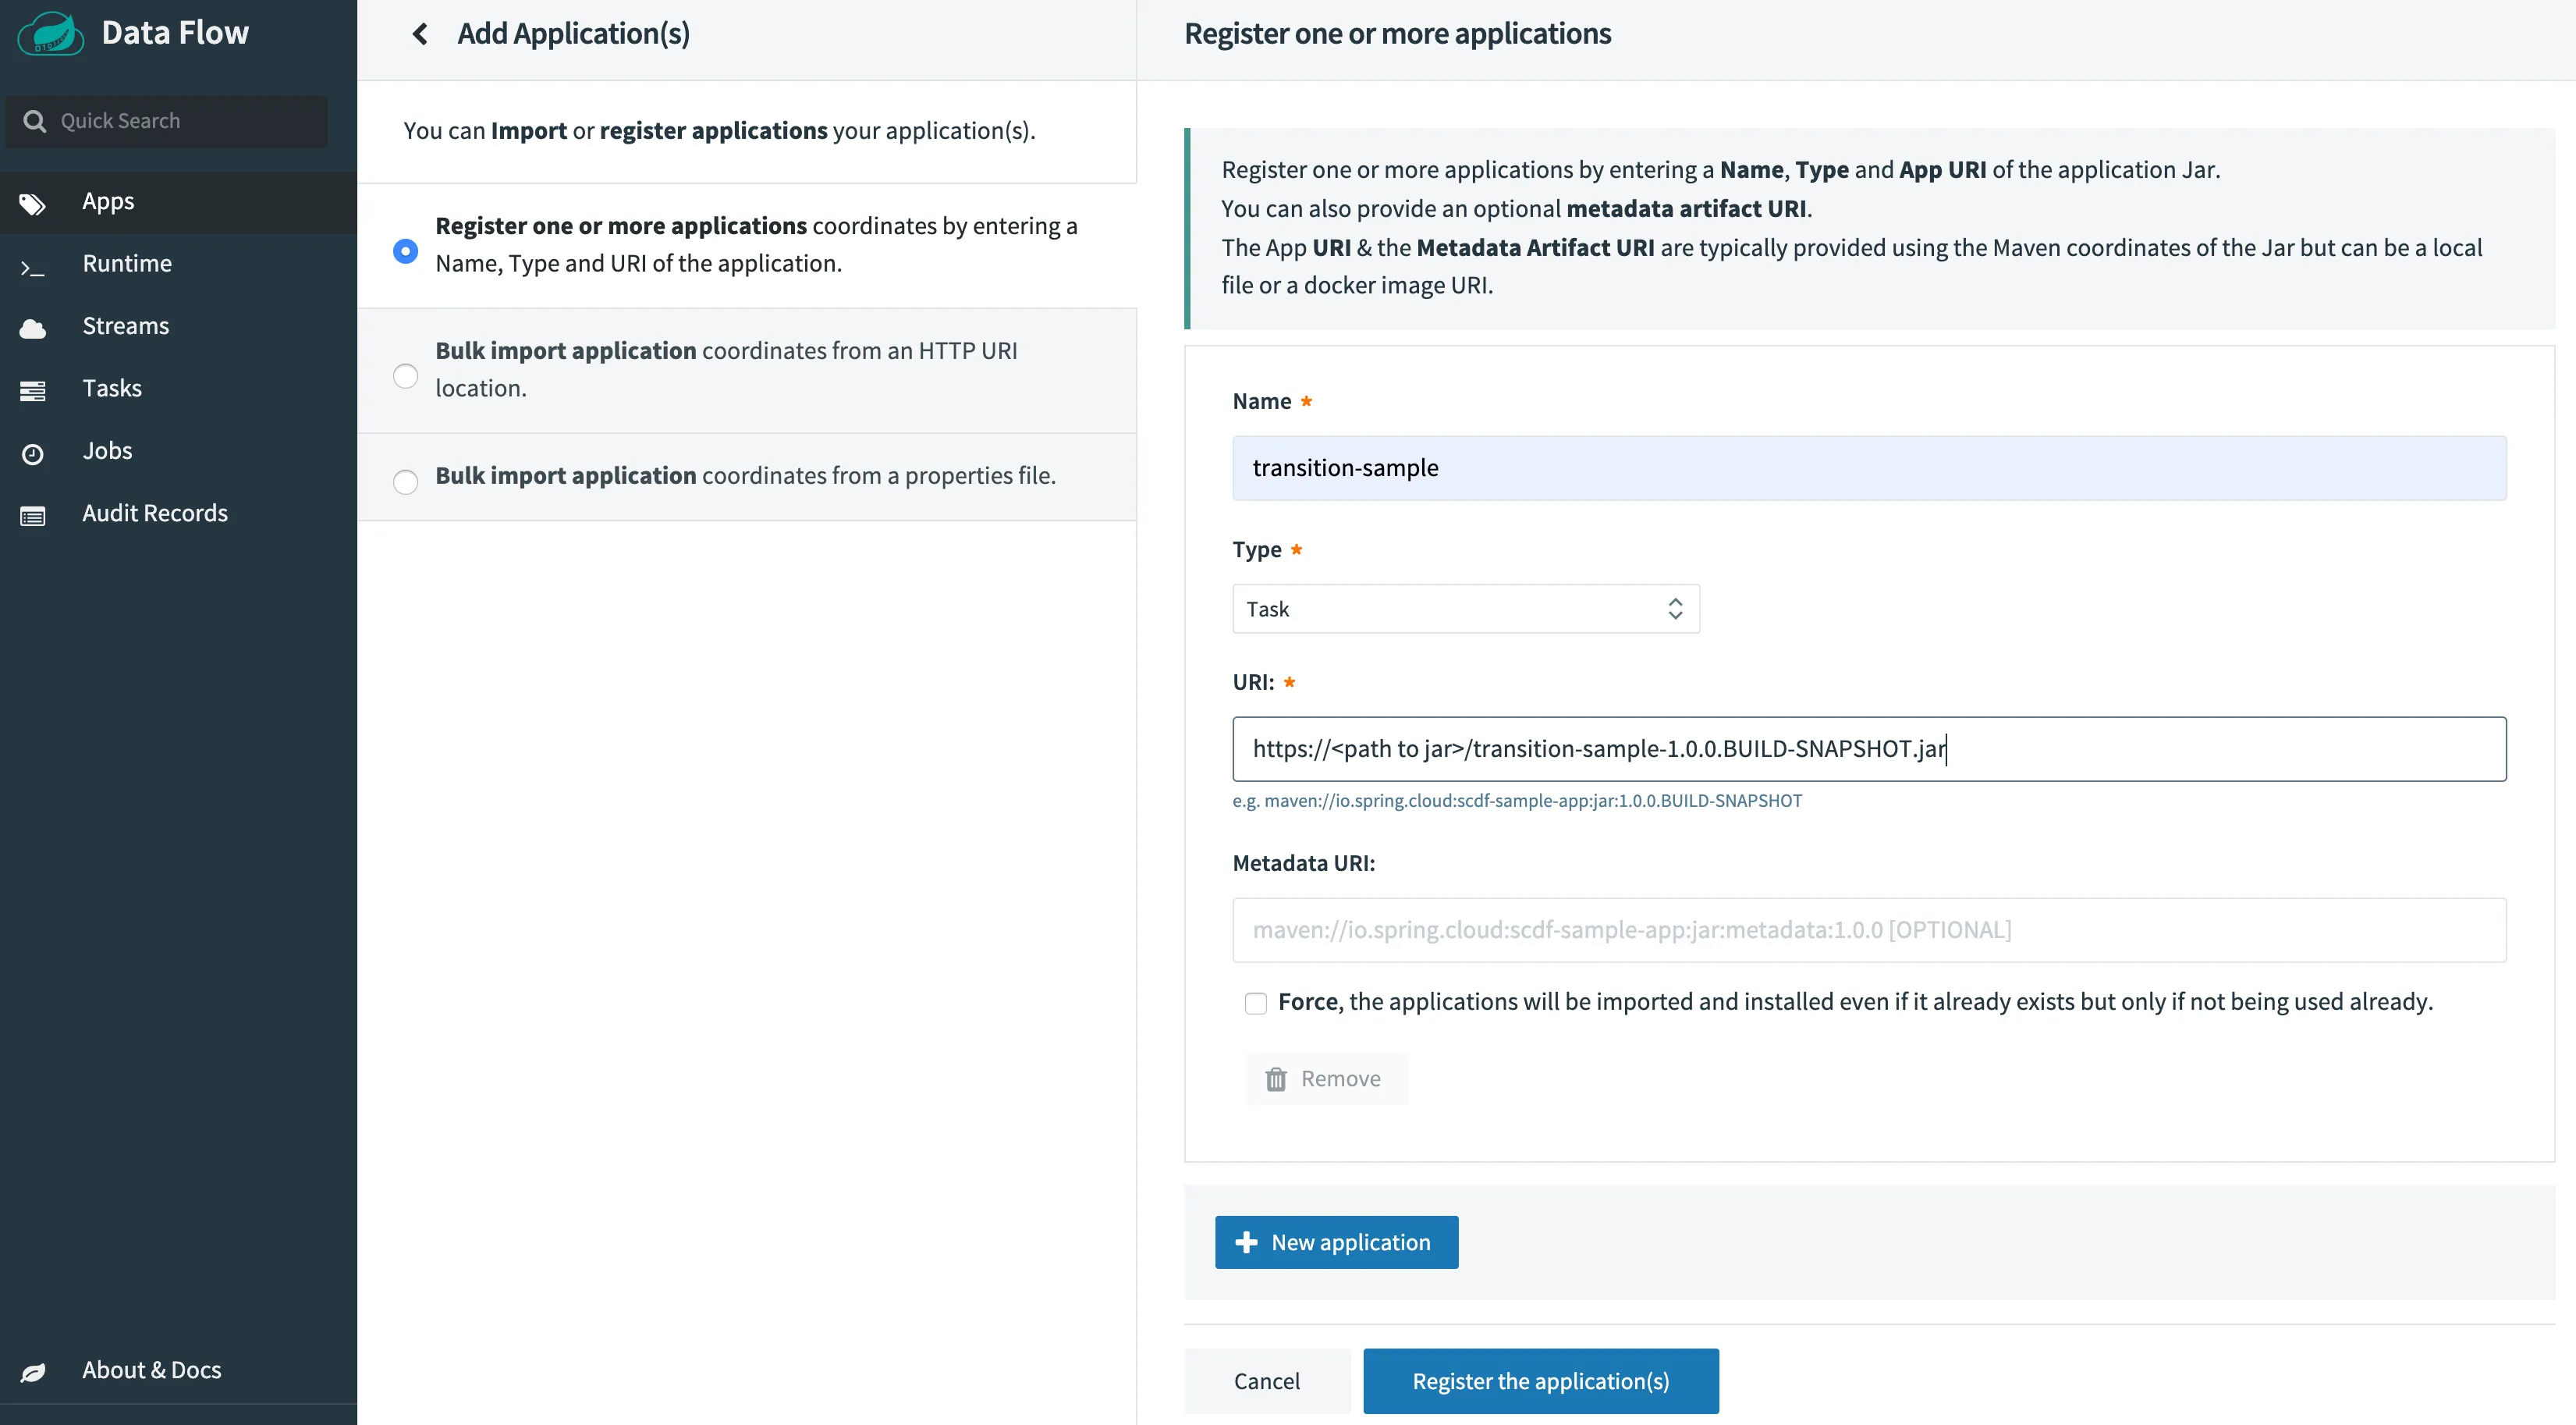 Data Flow
Quick Search
Apps
Runtime
Streams
Tasks
Jobs
Audit Records
About & Docs
Add Application(s)
You can Import or register applications your application(s).
Register one or more applications coordinates by entering a
Name, Type and URI of the application.
Bulk import application coordinates from an HTTP URI
location.
Bulk import application coordinates from a properties file.
Register one or more applications
Register one or more applications by entering a Name, Type and App URI of the application Jar.
You can also provide an optional metadata artifact URI.
The App URI & the Metadata Artifact URI are typically provided using the Maven coordinates of the Jar but can be a local
file or a docker image URI.
Name *
transition-sample
Type *
Task
URI: *
https://<path to jar>/transition-sample-1.0.0.BUILD-SNAPSHOT.jar
e.g. maven://io.spring.cloud:scdf-sample-app:jar:1.0.0.BUILD-SNAPSHOT
Metadata URI:
maven://io.spring.cloud:scdf-sample-app:jar:metadata:1.0.0 [OPTIONAL]
Force, the applications will be imported and installed even if it already exists but only if not being used already.
Remove
New application
Cancel
Register the application(s)